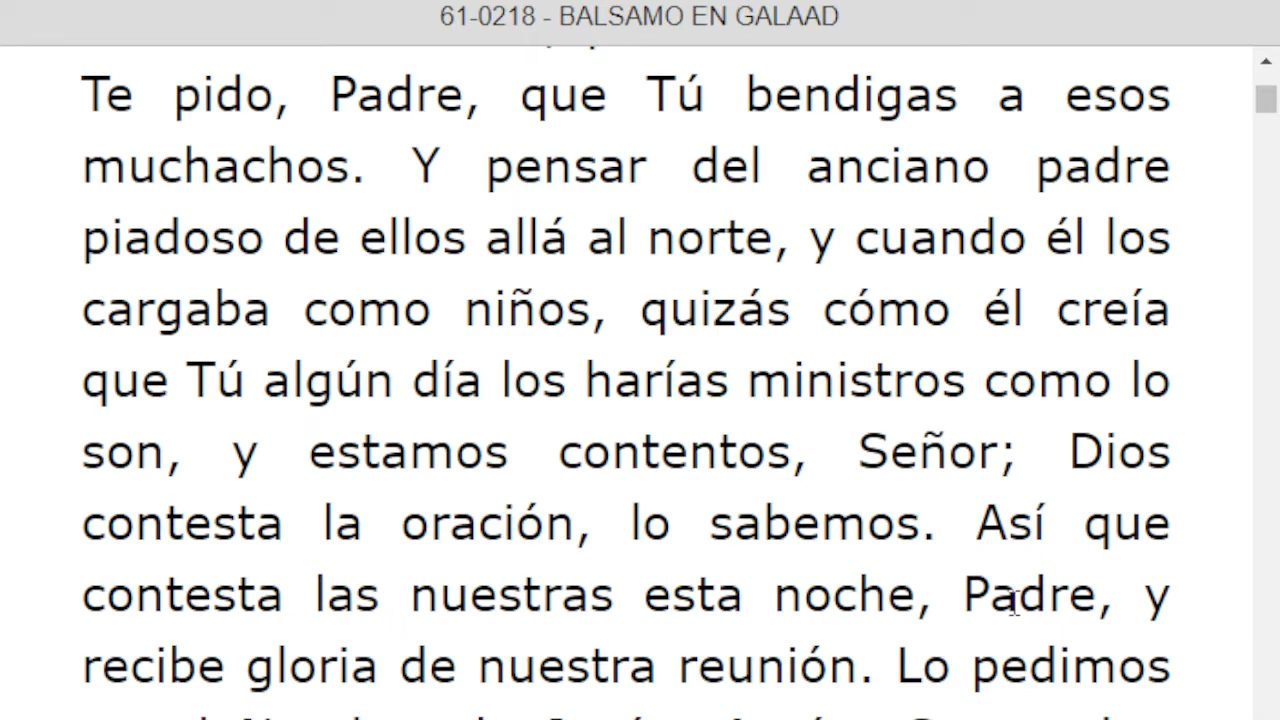 61-0218 - BALSAMO EN GALAAD
Te pido, Padre, que Tú bendigas a esos
muchachos. Y pensar del anciano padre
piadoso de ellos allá al norte, y cuando él los
cargaba como niños, quizás cómo él creía
que Tú algún día los harías ministros como lo
son, y estamos contentos, Señor; Dios
contesta la oración, lo sabemos. Así que
contesta las nuestras esta noche, Padre, y
recibe gloria de nuestra reunión. Lo pedimos